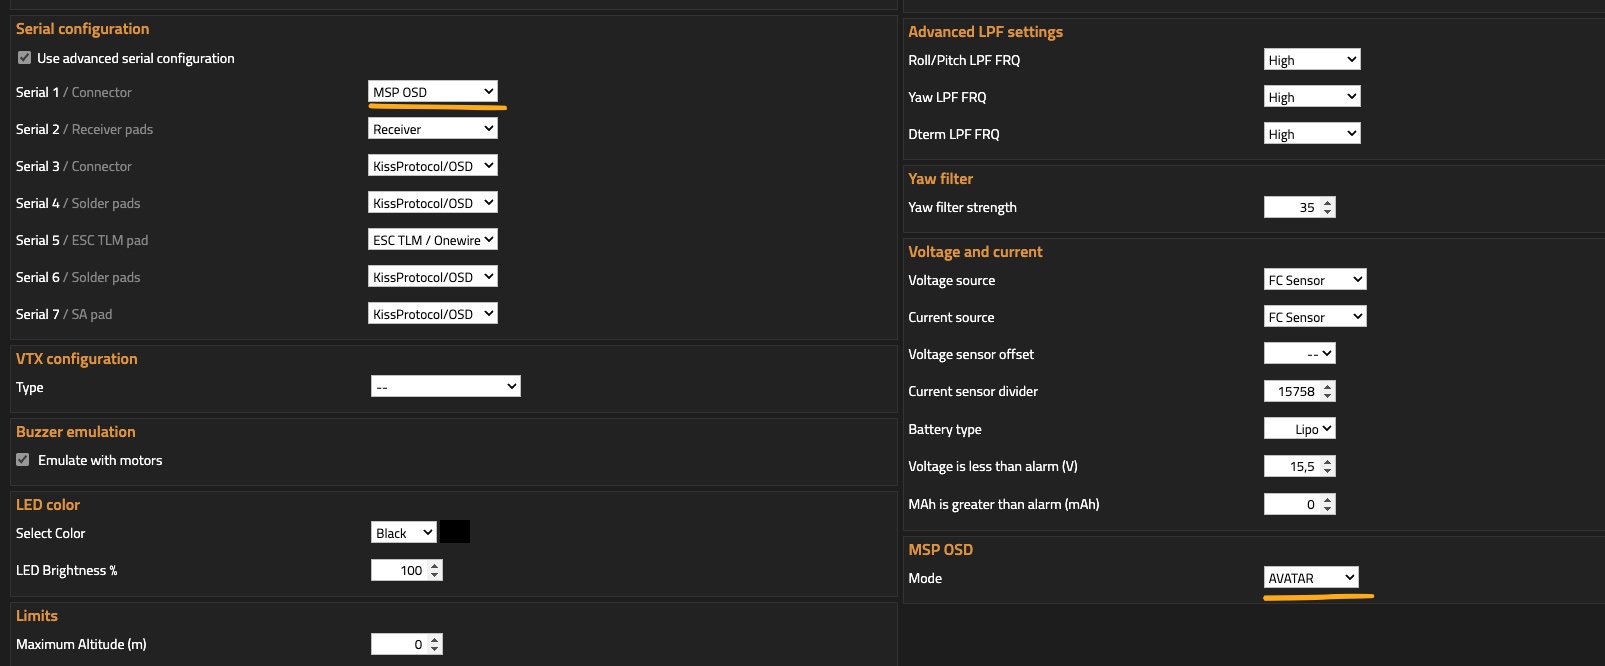 Serial configuration
Use advanced serial configuration
Serial 1 / Connector MSP OSD
Serial 2 / Receiver pads Receiver
Serial 3 / Connector KissProtocol/OSD
Serial 4 / Solder pads KissProtocol/OSD
Serial 5 / ESC TLM pad ESC TLM / Onewire
Serial 6 / Solder pads KissProtocol/OSD
Serial 7 / SA pad KissProtocol/OSD
VTX configuration
Type --
Buzzer emulation
Emulate with motors
LED color
Select Color Black
LED Brightness % 100
Limits
Maximum Altitude (m) 0
Advanced LPF settings
Roll/Pitch LPF FRQ High
Yaw LPF FRQ High
Dterm LPF FRQ High
Yaw filter
Yaw filter strength 35
Voltage and current
Voltage source FC Sensor
Current source FC Sensor
Voltage sensor offset --
Current sensor divider 15758
Battery type Lipo
Voltage is less than alarm (V) 15,5
MAh is greater than alarm (mAh) 0
MSP OSD
Mode AVATAR